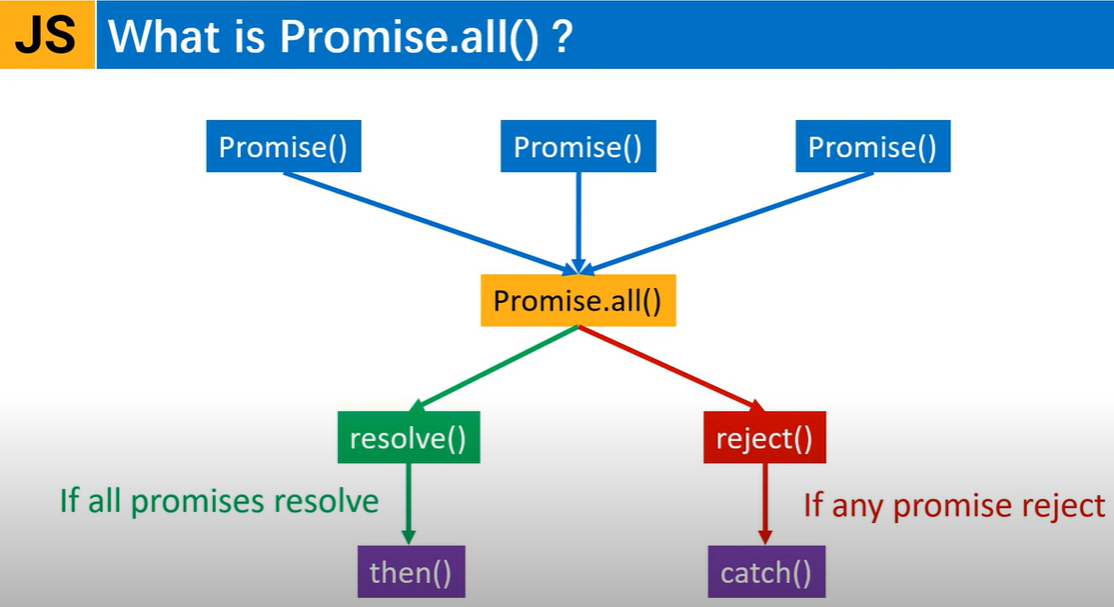 JS What is Promise.all() ?
Promise() Promise() Promise()
Promise.all()
resolve() reject()
If all promises resolve If any promise reject
then() catch()